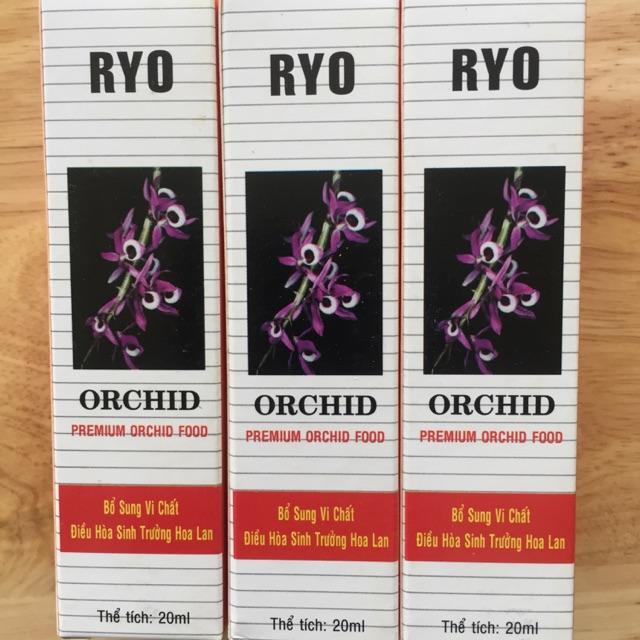 RYO
ORCHID
PREMIUM ORCHID FOOD
Bổ Sung Vi Chất
Điều Hòa Sinh Trưởng Hoa Lan
Thể tích: 20ml
RYO
ORCHID
PREMIUM ORCHID FOOD
Bổ Sung Vi Chất
Điều Hòa Sinh Trưởng Hoa Lan
Thể tích: 20ml
RYO
ORCHID
PREMIUM ORCHID FOOD
Bổ Sung Vi Chất
Điều Hòa Sinh Trưởng Hoa Lan
Thể tích: 20ml